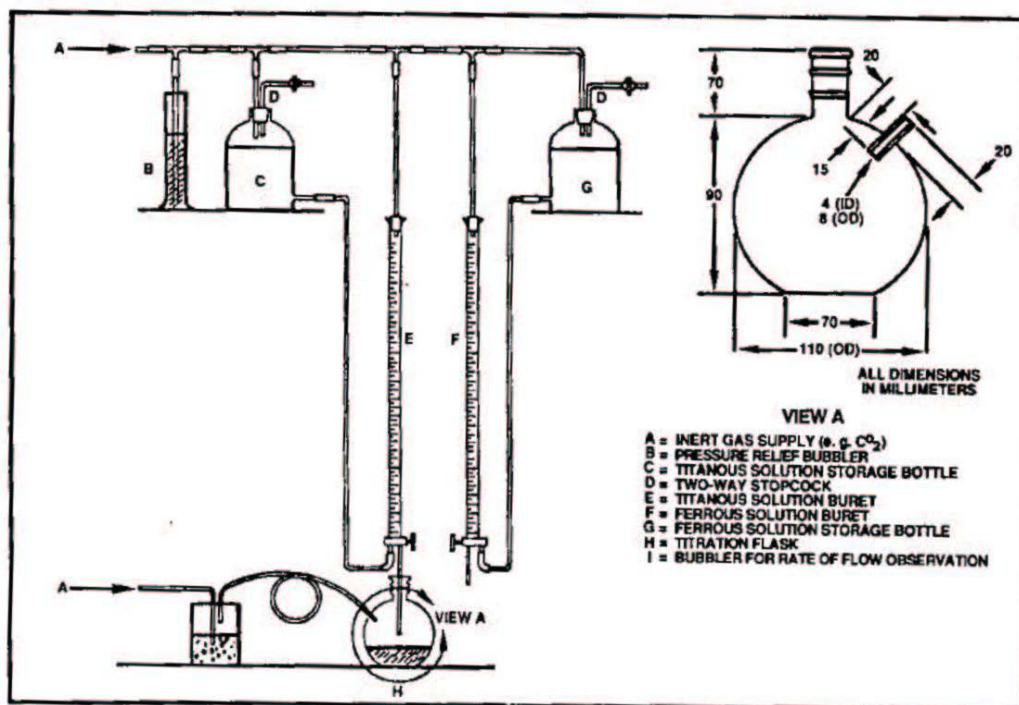 A
D
B
C
E
F
D
G
A
VIEW A
H
70
90
20
15
20
4 (ID)
8 (OD)
70
110 (OD)
ALL DIMENSIONS
IN MILLIMETERS
VIEW A
A = INERT GAS SUPPLY (e. g. CO2)
B = PRESSURE RELIEF BUBBLER
C = TITANOUS SOLUTION STORAGE BOTTLE
D = TWO-WAY STOPCOCK
E = TITANOUS SOLUTION BURET
F = FERROUS SOLUTION BURET
G = FERROUS SOLUTION STORAGE BOTTLE
H = TITRATION FLASK
I = BUBBLER FOR RATE OF FLOW OBSERVATION